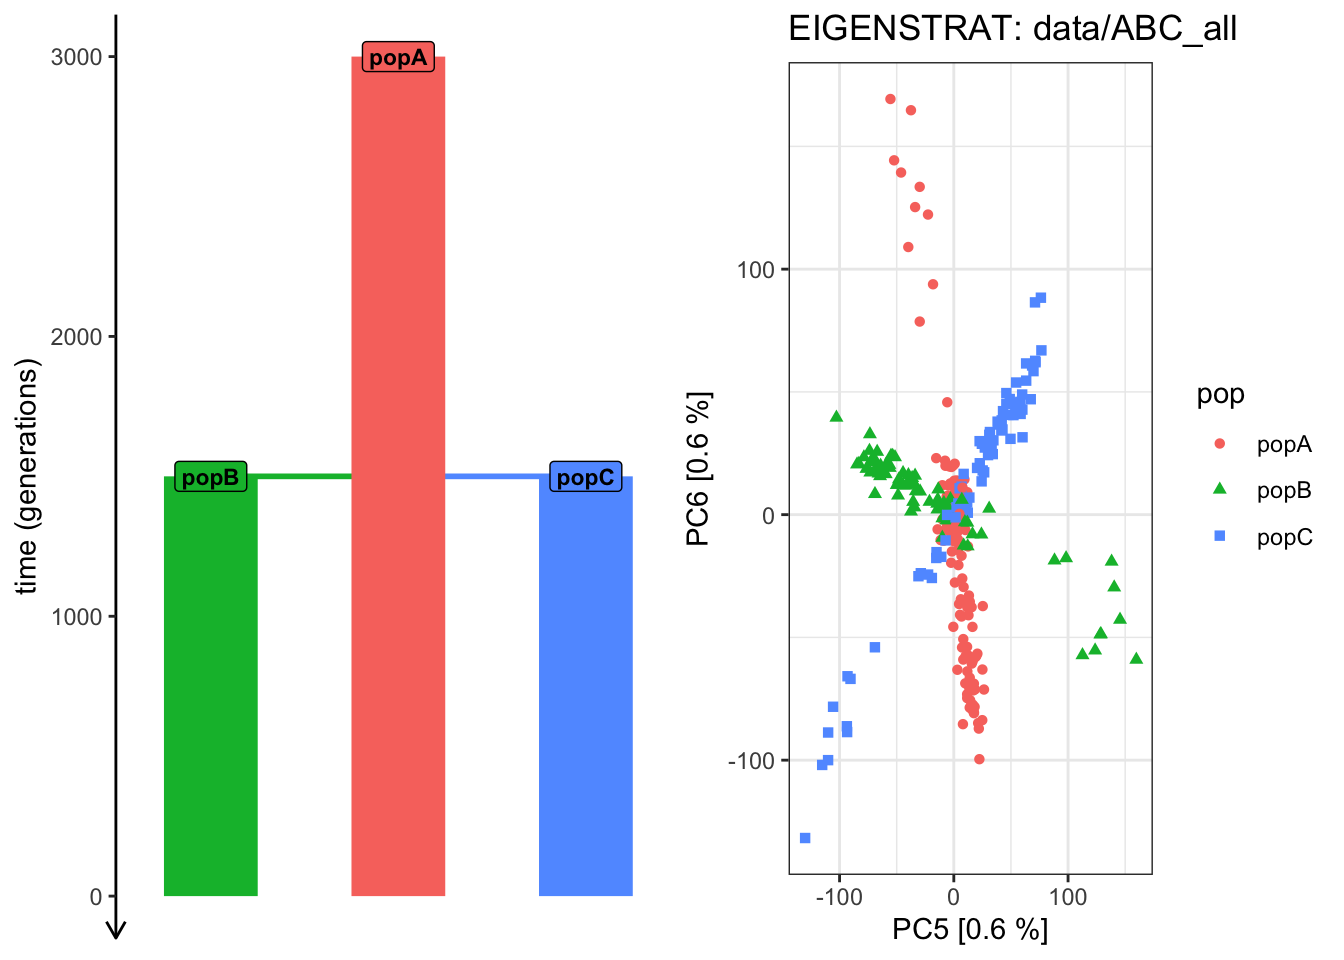 time (generations)
3000
2000
1000
0
popA
popB
popC
EIGENSTRAT: data/ABC_all
PC6 [0.6 %]
100
0
-100
-100
0
100
PC5 [0.6 %]
pop
popA
popB
popC